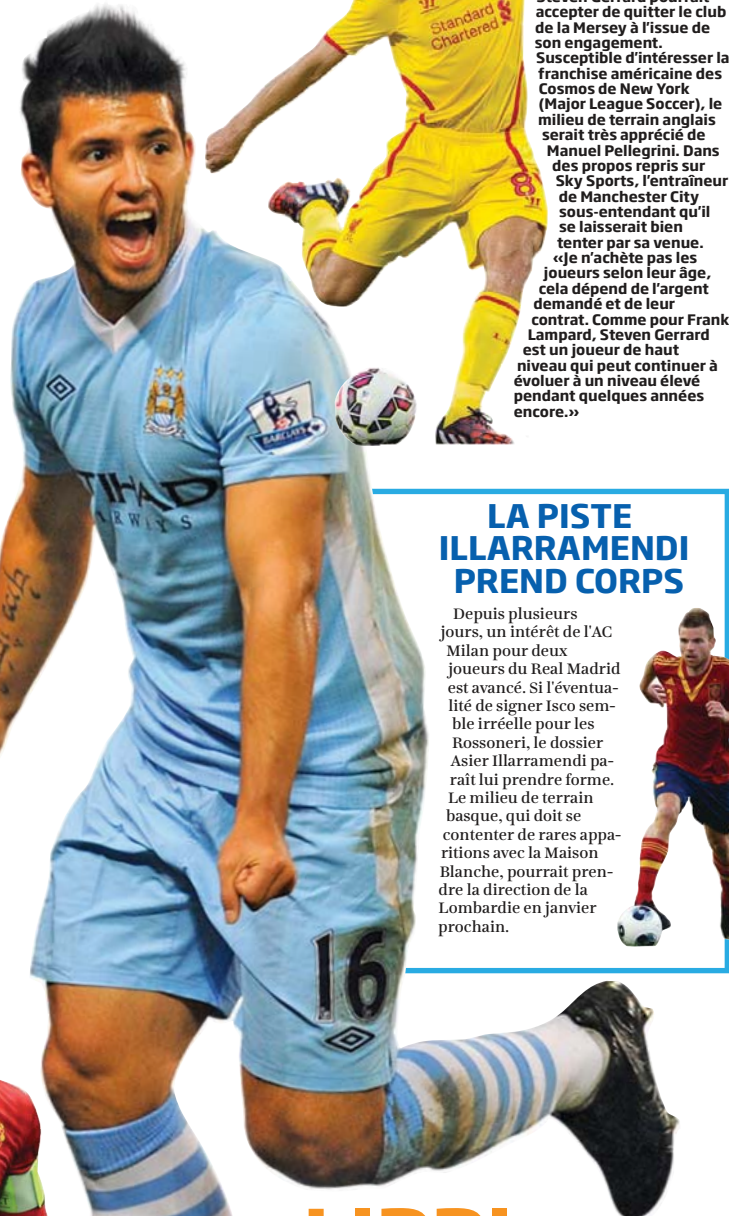 Steven Gerrard pourrait
accepter de quitter le club
de la Mersey à l'issue de
son engagement.
Susceptible d'intéresser la
franchise américaine des
Cosmos de New York
(Major League Soccer), le
milieu de terrain anglais
serait très apprécié de
Manuel Pellegrini. Dans
des propos repris sur
Sky Sports, l'entraîneur
de Manchester City
sous-entendant qu'il
se laisserait bien
tenter par sa venue.
«Je n'achète pas les
joueurs selon leur âge,
cela dépend de l'argent
demandé et de leur
contrat. Comme pour Frank
Lampard, Steven Gerrard
est un joueur de haut
niveau qui peut continuer à
évoluer à un niveau élevé
pendant quelques années
encore.»
Standard
Chartered
8
BARCLAYS
TIHAD
RWAYS
16
LA PISTE
ILLARRAMENDI
PREND CORPS
Depuis plusieurs
jours, un intérêt de l'AC
Milan pour deux
joueurs du Real Madrid
est avancé. Si l'éventua-
lité de signer Isco sem-
ble irréelle pour les
Rossoneri, le dossier
Asier Illarramendi pa-
raît lui prendre forme.
Le milieu de terrain
basque, qui doit se
contenter de rares appa-
ritions avec la Maison
Blanche, pourrait pren-
dre la direction de la
Lombardie en janvier
prochain.